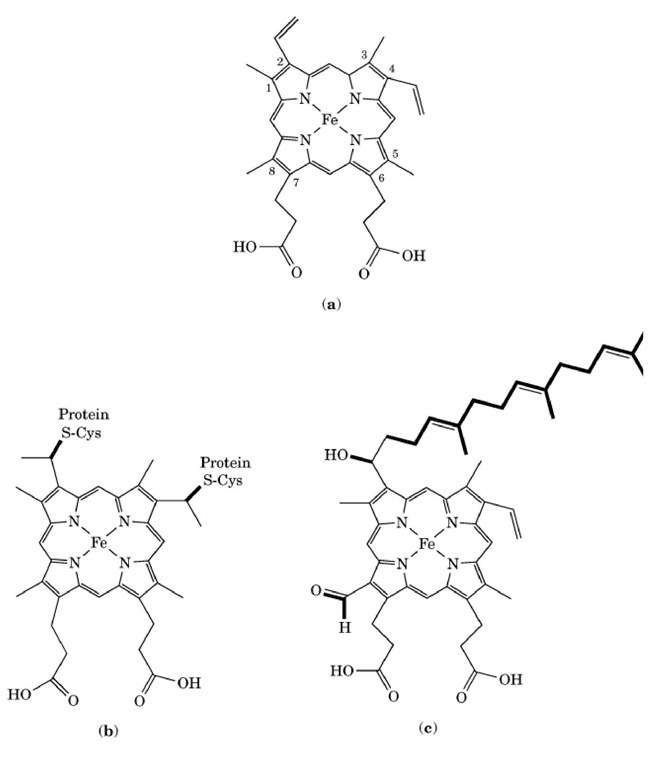 2
3
1
4
N
N
Fe
N
N
5
8
7
6
HO
O
O
OH
(a)
Protein
S-Cys
Protein
S-Cys
N
N
Fe
N
N
HO
O
O
OH
(b)
HO
N
N
Fe
N
N
O
H
HO
O
O
OH
(c)